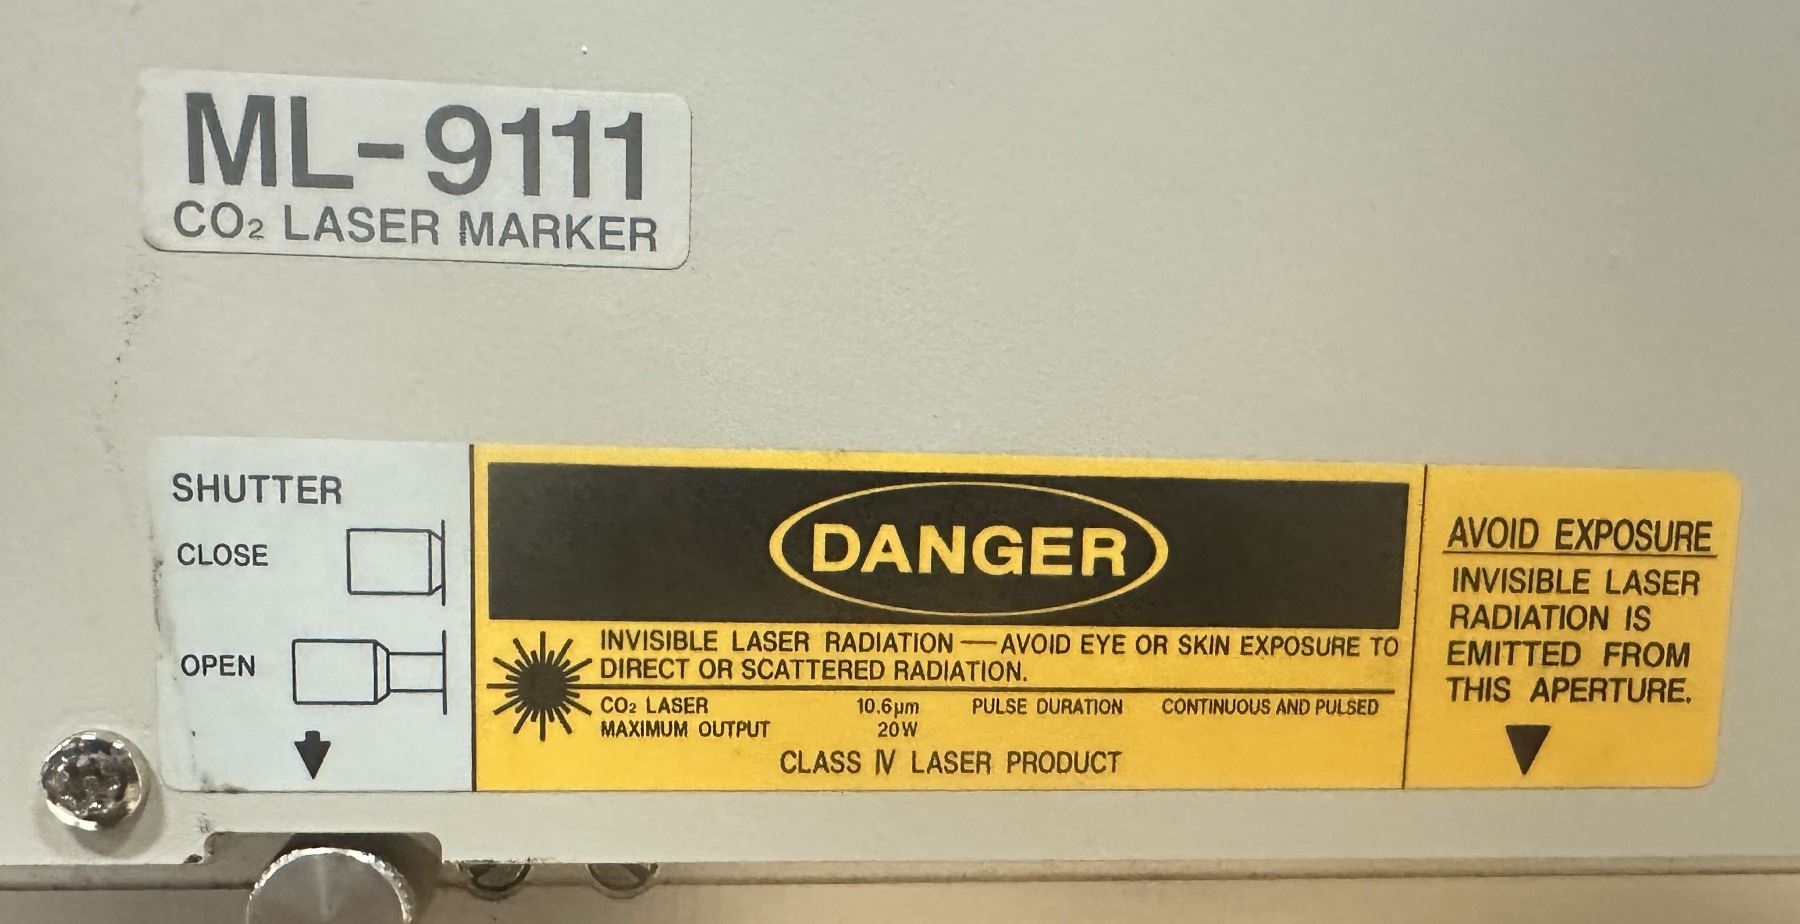 ML-9111
CO₂ LASER MARKER
SHUTTER
CLOSE
OPEN
DANGER
INVISIBLE LASER RADIATION — AVOID EYE OR SKIN EXPOSURE TO
DIRECT OR SCATTERED RADIATION.
CO₂ LASER 10.6μm PULSE DURATION CONTINUOUS AND PULSED
MAXIMUM OUTPUT 20W
CLASS IV LASER PRODUCT
AVOID EXPOSURE
INVISIBLE LASER
RADIATION IS
EMITTED FROM
THIS APERTURE.